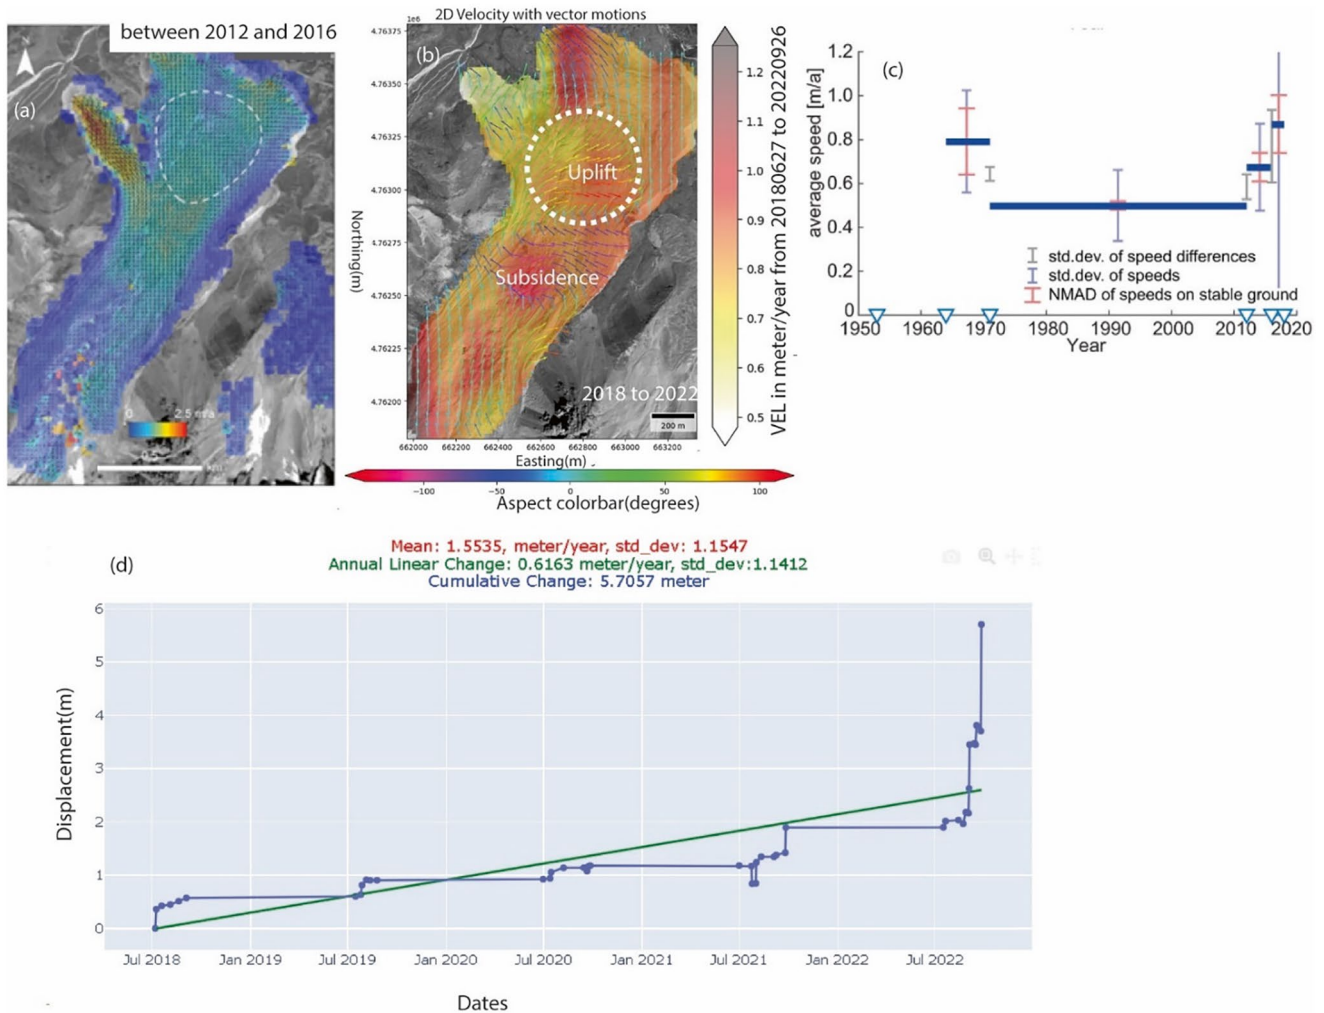 between 2012 and 2016
(a)
0
2.5 m/a
2D Velocity with vector motions
1e6
(b)
4.76375
4.76350
4.76325
4.76300
4.76275
4.76250
4.76225
4.76200
Northing(m)
Uplift
Subsidence
2018 to 2022
200 m
662000 662200 662400 662600 662800 663000 663200
Easting(m)
1.2
1.1
1.0
0.9
0.8
0.7
0.6
0.5
VEL in meter/year from 20180627 to 20220926
−100 −50 0 50 100
Aspect colorbar(degrees)
(c)
1.2
1.0
0.8
0.6
0.4
0.2
0
average speed [m/a]
std.dev. of speed differences
std.dev. of speeds
NMAD of speeds on stable ground
1950 1960 1970 1980 1990 2000 2010 2020
Year
(d)
Mean: 1.5535, meter/year, std_dev: 1.1547
Annual Linear Change: 0.6163 meter/year, std_dev:1.1412
Cumulative Change: 5.7057 meter
6
5
4
3
2
1
0
Displacement(m)
Jul 2018 Jan 2019 Jul 2019 Jan 2020 Jul 2020 Jan 2021 Jul 2021 Jan 2022 Jul 2022
Dates